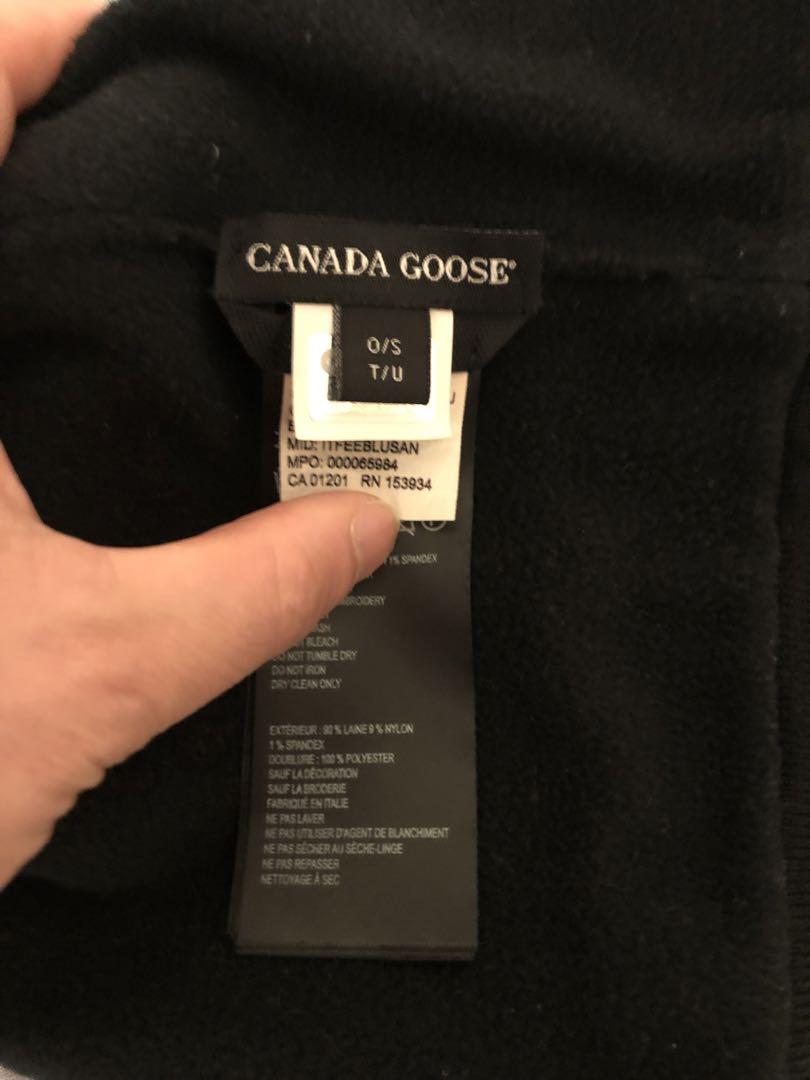 CANADA GOOSE®
O/S
T/U
MID: ITFEEBLUSAN
MPO: 000065984
CA 01201 RN 153934
1% SPANDEX
BLEACH
DO NOT TUMBLE DRY
DO NOT IRON
DRY CLEAN ONLY
EXTÉRIEUR : 90 % LAINE 9 % NYLON
1 % SPANDEX
DOUBLURE : 100 % POLYESTER
SAUF LA DÉCORATION
SAUF LA BRODERIE
FABRIQUÉ EN ITALIE
NE PAS LAVER
NE PAS UTILISER D'AGENT DE BLANCHIMENT
NE PAS SÉCHER AU SÈCHE-LINGE
NE PAS REPASSER
NETTOYAGE À SEC